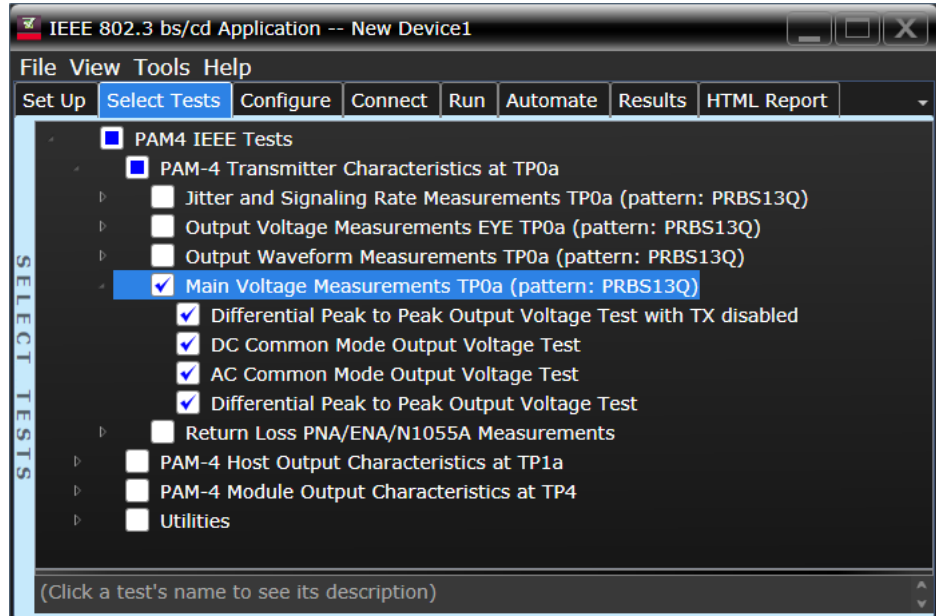 IEEE 802.3 bs/cd Application -- New Device1
File View Tools Help
Set Up Select Tests Configure Connect Run Automate Results HTML Report
SELECT TESTS
PAM4 IEEE Tests
PAM-4 Transmitter Characteristics at TP0a
Jitter and Signaling Rate Measurements TP0a (pattern: PRBS13Q)
Output Voltage Measurements EYE TP0a (pattern: PRBS13Q)
Output Waveform Measurements TP0a (pattern: PRBS13Q)
Main Voltage Measurements TP0a (pattern: PRBS13Q)
Differential Peak to Peak Output Voltage Test with TX disabled
DC Common Mode Output Voltage Test
AC Common Mode Output Voltage Test
Differential Peak to Peak Output Voltage Test
Return Loss PNA/ENA/N1055A Measurements
PAM-4 Host Output Characteristics at TP1a
PAM-4 Module Output Characteristics at TP4
Utilities
(Click a test's name to see its description)